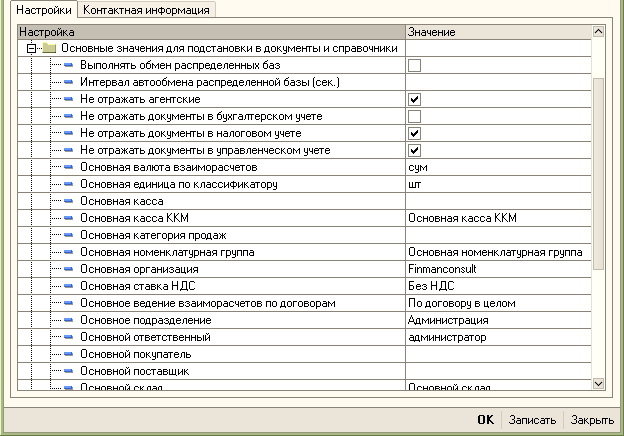 Настройки Контактная информация
Настройка Значение
Основные значения для подстановки в документы и справочники
Выполнять обмен распределенных баз
Интервал автообмена распределенной базы (сек.)
Не отражать агентские
Не отражать документы в бухгалтерском учете
Не отражать документы в налоговом учете
Не отражать документы в управленческом учете
Основная валюта взаиморасчетов сум
Основная единица по классификатору шт
Основная касса
Основная касса ККМ Основная касса ККМ
Основная категория продаж
Основная номенклатурная группа Основная номенклатурная группа
Основная организация Finmanconsult
Основная ставка НДС Без НДС
Основное ведение взаиморасчетов по договорам По договору в целом
Основное подразделение Администрация
Основной ответственный администратор
Основной покупатель
Основной поставщик
Основной склад Основной склад
OK Записать Закрыть